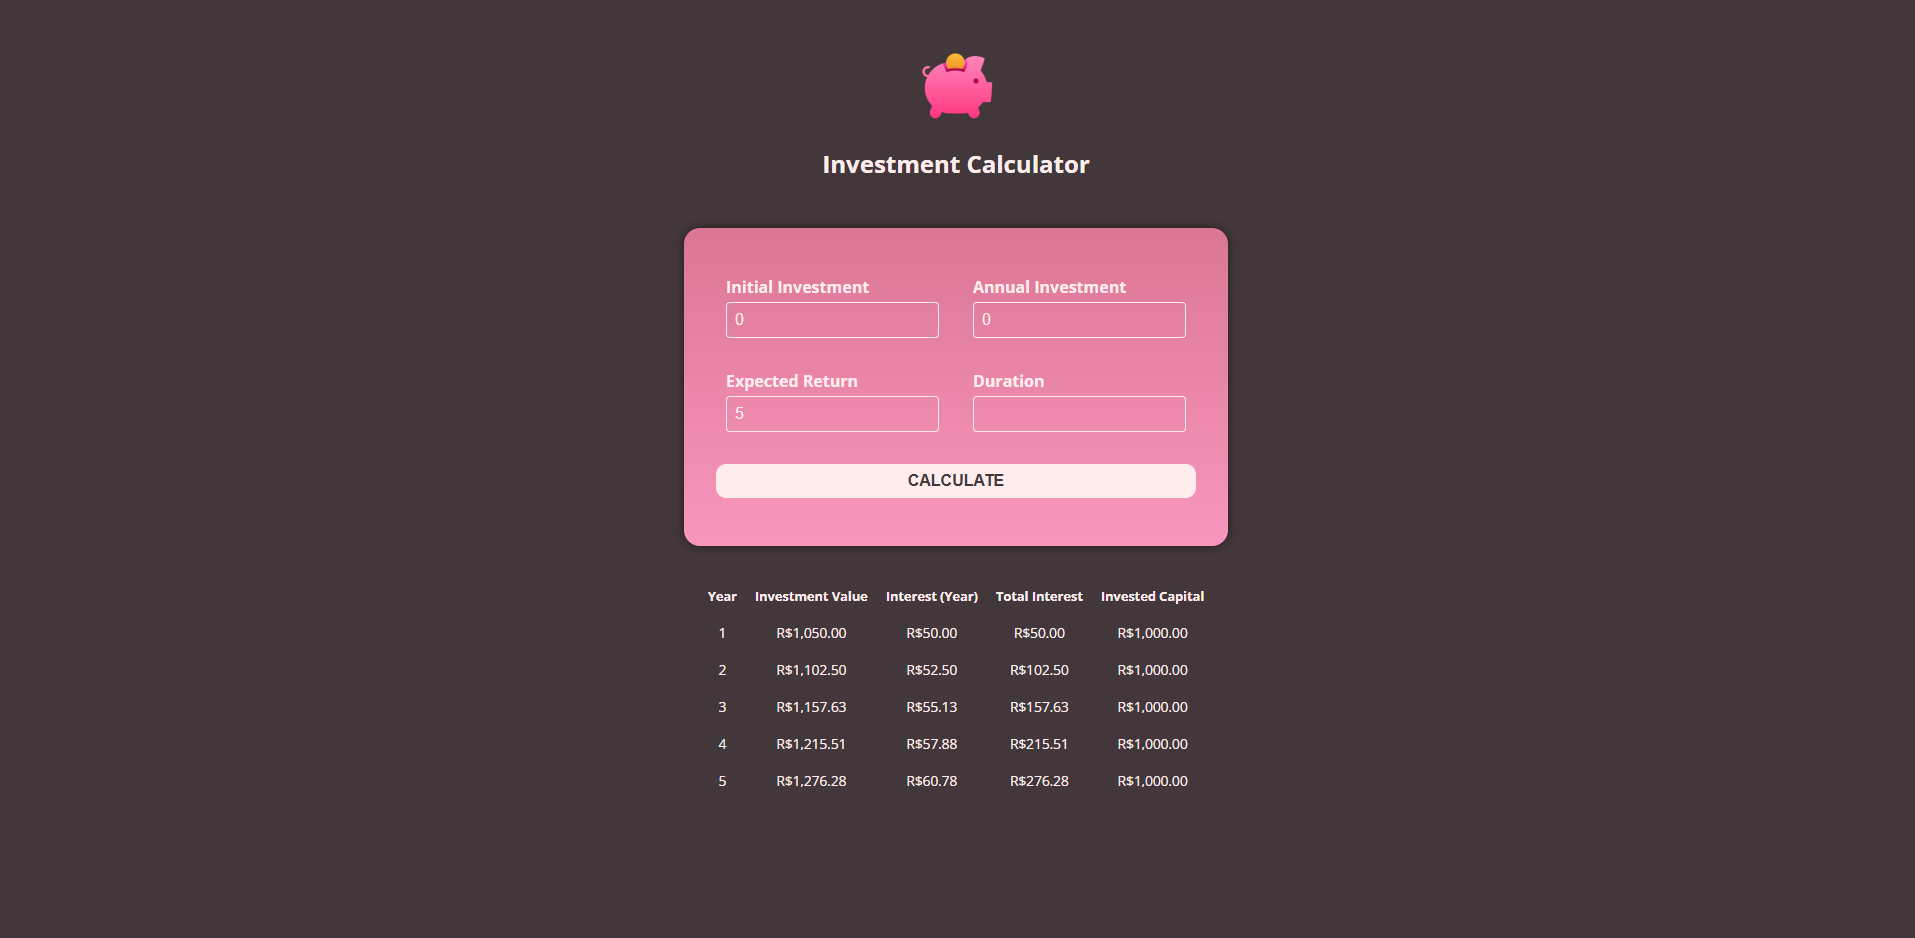 Investment Calculator
Initial Investment Annual Investment
0 0
Expected Return Duration
5
CALCULATE
Year Investment Value Interest (Year) Total Interest Invested Capital
1 R$1,050.00 R$50.00 R$50.00 R$1,000.00
2 R$1,102.50 R$52.50 R$102.50 R$1,000.00
3 R$1,157.63 R$55.13 R$157.63 R$1,000.00
4 R$1,215.51 R$57.88 R$215.51 R$1,000.00
5 R$1,276.28 R$60.78 R$276.28 R$1,000.00